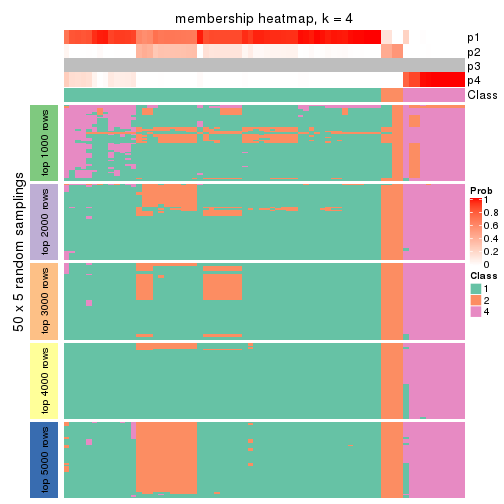 membership heatmap, k = 4
p1
p2
p3
p4
Class
50 x 5 random samplings
top 1000 rows
top 2000 rows
top 3000 rows
top 4000 rows
top 5000 rows
Prob
1
0.8
0.6
0.4
0.2
0
Class
1
2
4